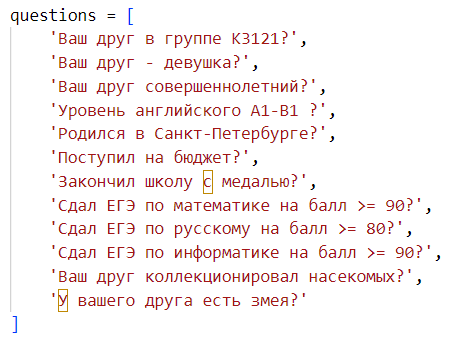 questions = [
'Ваш друг в группе К3121?',
'Ваш друг - девушка?',
'Ваш друг совершеннолетний?',
'Уровень английского А1-В1 ?',
'Родился в Санкт-Петербурге?',
'Поступил на бюджет?',
'Закончил школу с медалью?',
'Сдал ЕГЭ по математике на балл >= 90?',
'Сдал ЕГЭ по русскому на балл >= 80?',
'Сдал ЕГЭ по информатике на балл >= 90?',
'Ваш друг коллекционировал насекомых?',
'У вашего друга есть змея?'
]